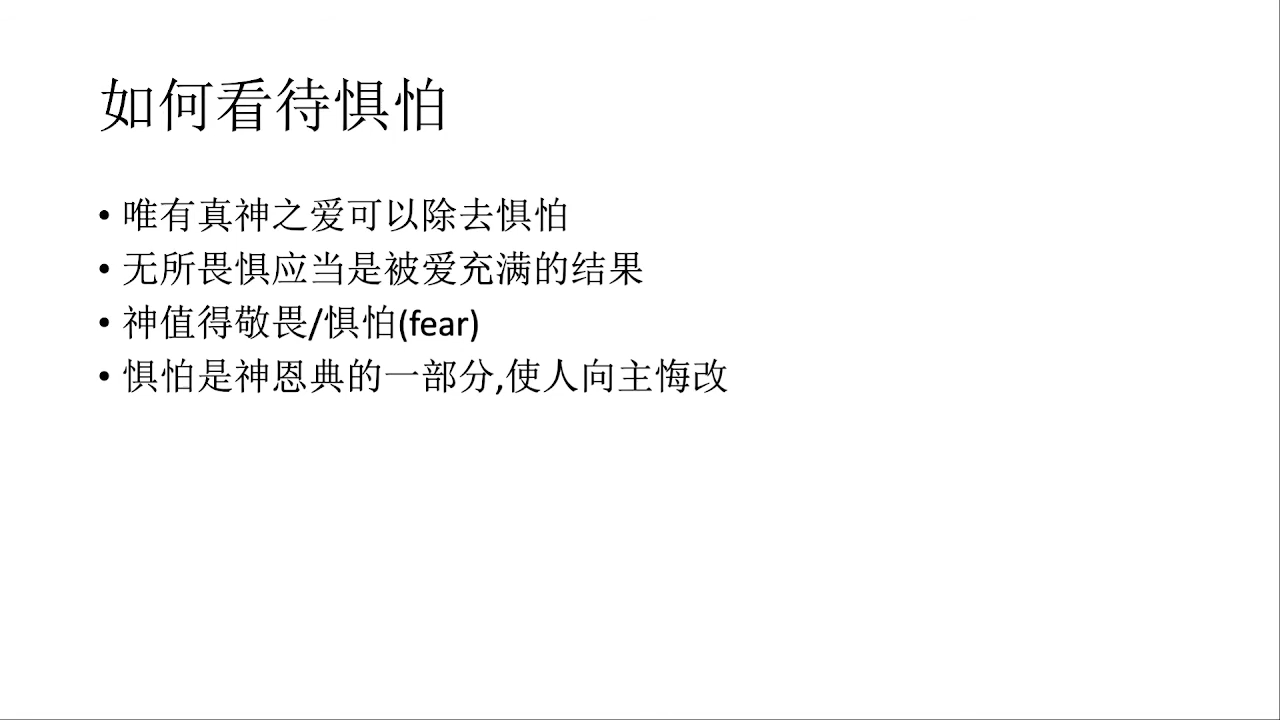 如何看待惧怕
• 唯有真神之爱可以除去惧怕
• 无所畏惧应当是被爱充满的结果
• 神值得敬畏/惧怕(fear)
• 惧怕是神恩典的一部分,使人向主悔改